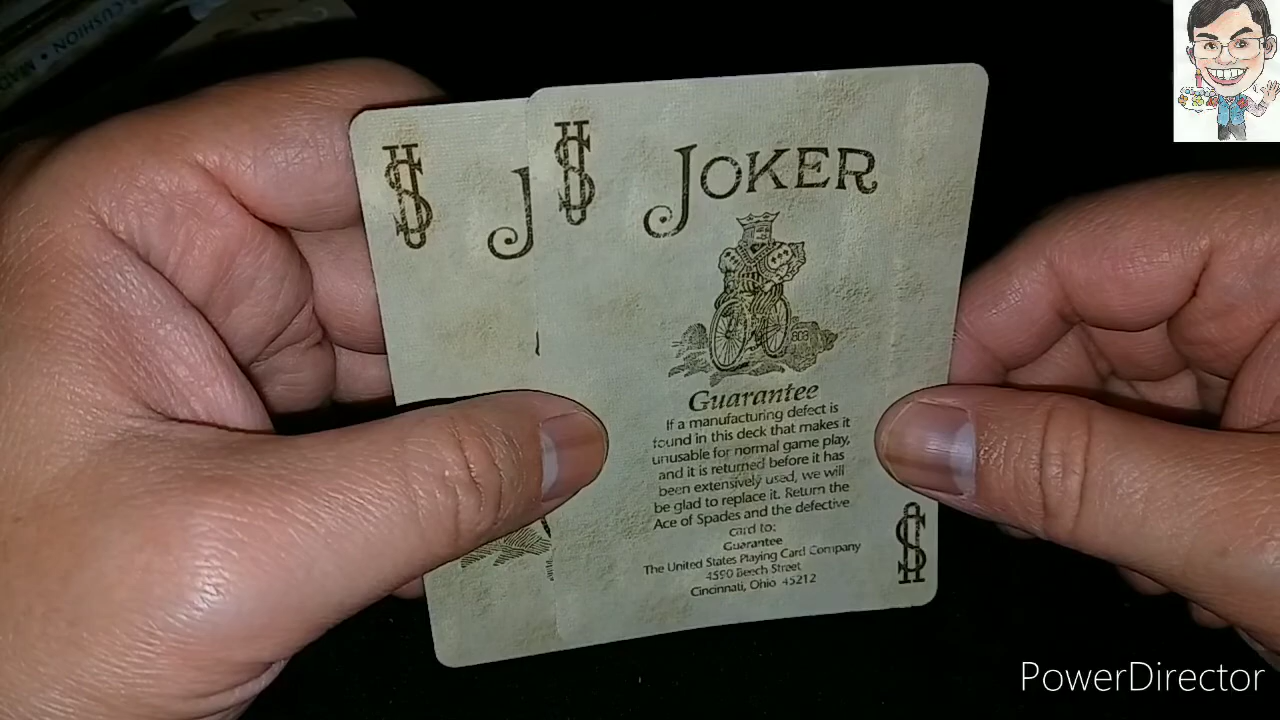 CUSHION • MAD
JOKER
J
Guarantee
If a manufacturing defect is
found in this deck that makes it
unusable for normal game play,
and it is returned before it has
been extensively used, we will
be glad to replace it. Return the
Ace of Spades and the defective
card to:
Guarantee
The United States Playing Card Company
4590 Beech Street
Cincinnati, Ohio 45212
PowerDirector